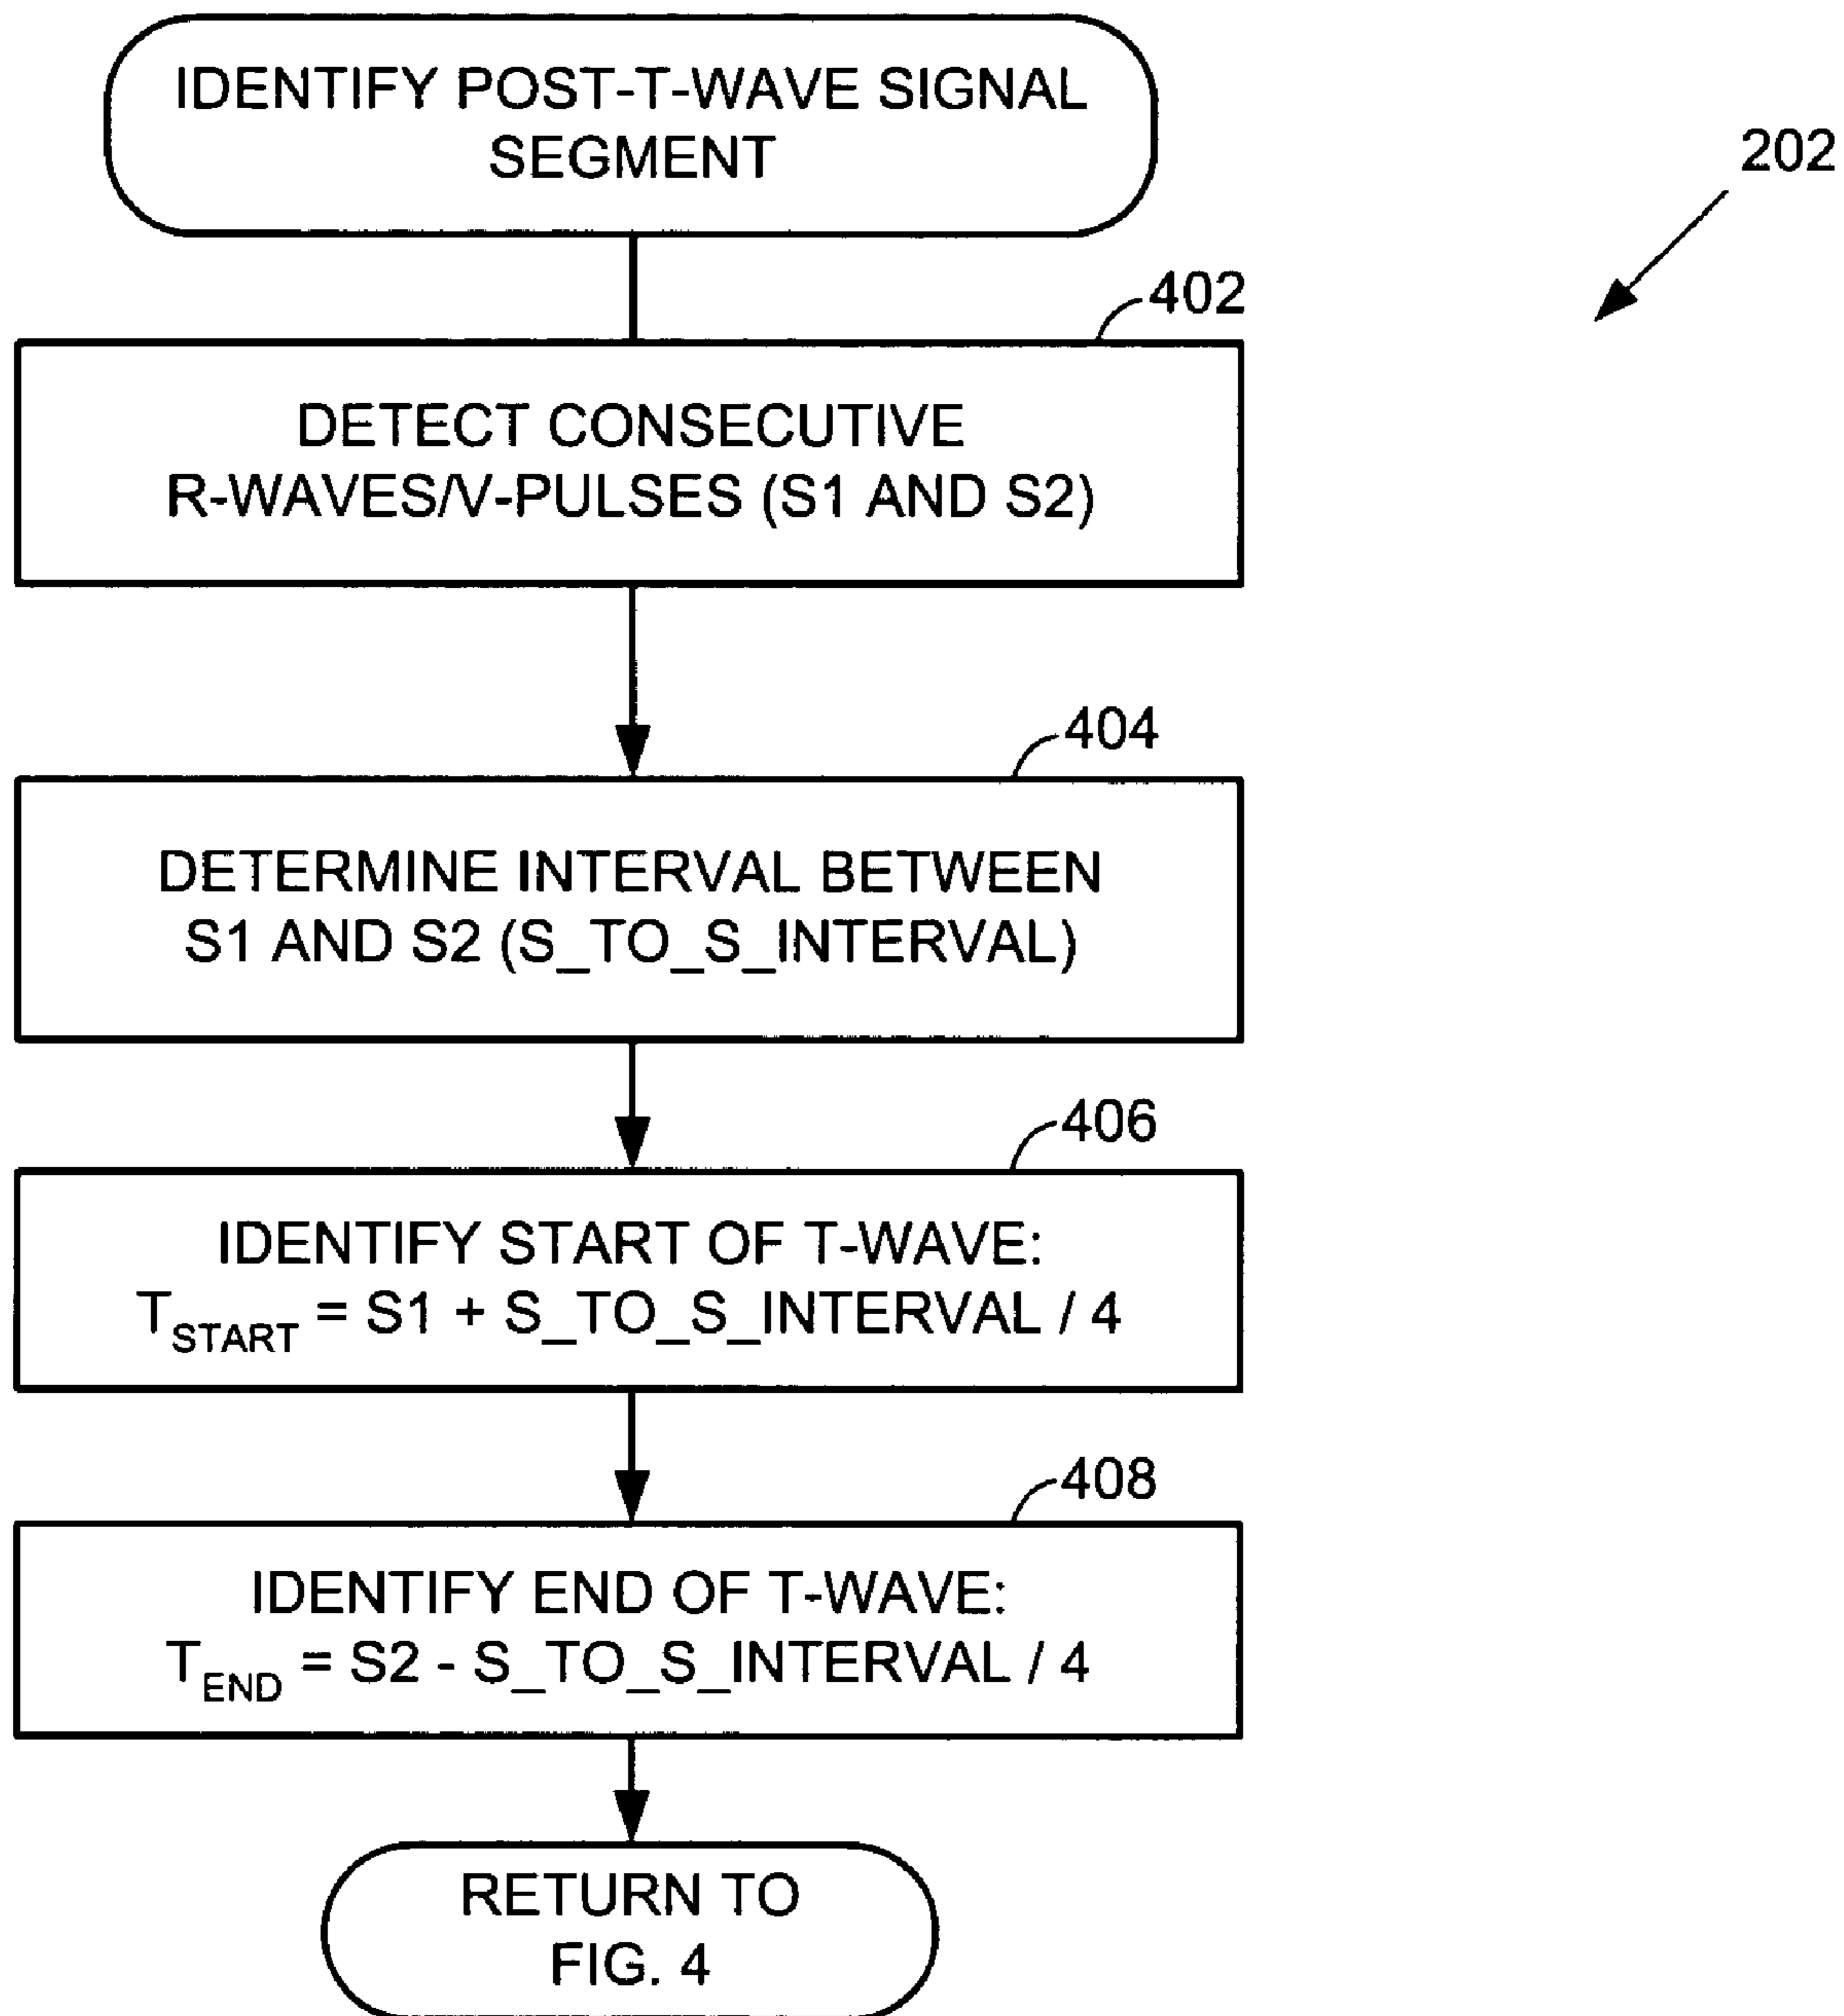 IDENTIFY POST-T-WAVE SIGNAL
SEGMENT
202
402
DETECT CONSECUTIVE
R-WAVES/V-PULSES (S1 AND S2)
404
DETERMINE INTERVAL BETWEEN
S1 AND S2 (S_TO_S_INTERVAL)
406
IDENTIFY START OF T-WAVE:
T_START = S1 + S_TO_S_INTERVAL / 4
408
IDENTIFY END OF T-WAVE:
T_END = S2 - S_TO_S_INTERVAL / 4
RETURN TO
FIG. 4